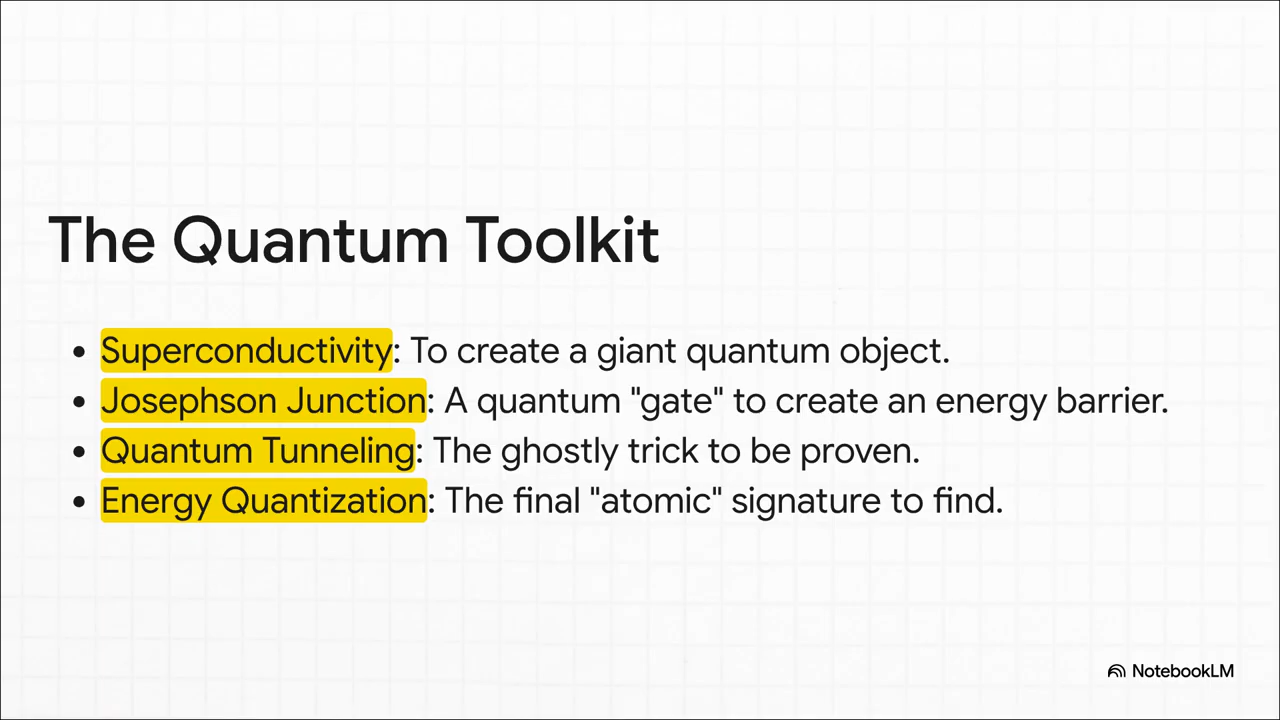 The Quantum Toolkit
• Superconductivity: To create a giant quantum object.
• Josephson Junction: A quantum "gate" to create an energy barrier.
• Quantum Tunneling: The ghostly trick to be proven.
• Energy Quantization: The final "atomic" signature to find.
NotebookLM